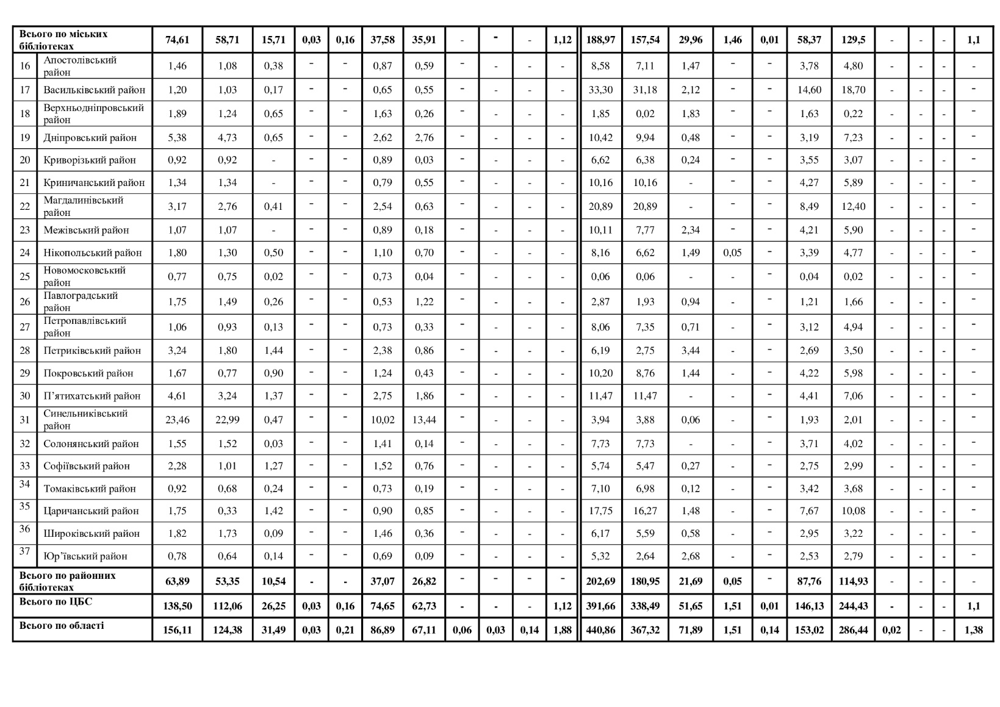 Всього по міських бібліотеках 74,61 58,71 15,71 0,03 0,16 37,58 35,91 - - - 1,12 188,97 157,54 29,96 1,46 0,01 58,37 129,5 - - - 1,1
16 Апостолівський район 1,46 1,08 0,38 - - 0,87 0,59 - - - - 8,58 7,11 1,47 - - 3,78 4,80 - - - -
17 Васильківський район 1,20 1,03 0,17 - - 0,65 0,55 - - - - 33,30 31,18 2,12 - - 14,60 18,70 - - - -
18 Верхньодніпровський район 1,89 1,24 0,65 - - 1,63 0,26 - - - - 1,85 0,02 1,83 - - 1,63 0,22 - - - -
19 Дніпровський район 5,38 4,73 0,65 - - 2,62 2,76 - - - - 10,42 9,94 0,48 - - 3,19 7,23 - - - -
20 Криворізький район 0,92 0,92 - - - 0,89 0,03 - - - - 6,62 6,38 0,24 - - 3,55 3,07 - - - -
21 Криничанський район 1,34 1,34 - - - 0,79 0,55 - - - - 10,16 10,16 - - - 4,27 5,89 - - - -
22 Магдалинівський район 3,17 2,76 0,41 - - 2,54 0,63 - - - - 20,89 20,89 - - - 8,49 12,40 - - - -
23 Межівський район 1,07 1,07 - - - 0,89 0,18 - - - - 10,11 7,77 2,34 - - 4,21 5,90 - - - -
24 Нікопольський район 1,80 1,30 0,50 - - 1,10 0,70 - - - - 8,16 6,62 1,49 0,05 - 3,39 4,77 - - - -
25 Новомосковський район 0,77 0,75 0,02 - - 0,73 0,04 - - - - 0,06 0,06 - - - 0,04 0,02 - - - -
26 Павлоградський район 1,75 1,49 0,26 - - 0,53 1,22 - - - - 2,87 1,93 0,94 - - 1,21 1,66 - - - -
27 Петропавлівський район 1,06 0,93 0,13 - - 0,73 0,33 - - - - 8,06 7,35 0,71 - - 3,12 4,94 - - - -
28 Петриківський район 3,24 1,80 1,44 - - 2,38 0,86 - - - - 6,19 2,75 3,44 - - 2,69 3,50 - - - -
29 Покровський район 1,67 0,77 0,90 - - 1,24 0,43 - - - - 10,20 8,76 1,44 - - 4,22 5,98 - - - -
30 П’ятихатський район 4,61 3,24 1,37 - - 2,75 1,86 - - - - 11,47 11,47 - - - 4,41 7,06 - - - -
31 Синельниківський район 23,46 22,99 0,47 - - 10,02 13,44 - - - - 3,94 3,88 0,06 - - 1,93 2,01 - - - -
32 Солонянський район 1,55 1,52 0,03 - - 1,41 0,14 - - - - 7,73 7,73 - - - 3,71 4,02 - - - -
33 Софіївський район 2,28 1,01 1,27 - - 1,52 0,76 - - - - 5,74 5,47 0,27 - - 2,75 2,99 - - - -
34 Томаківський район 0,92 0,68 0,24 - - 0,73 0,19 - - - - 7,10 6,98 0,12 - - 3,42 3,68 - - - -
35 Царичанський район 1,75 0,33 1,42 - - 0,90 0,85 - - - - 17,75 16,27 1,48 - - 7,67 10,08 - - - -
36 Широківський район 1,82 1,73 0,09 - - 1,46 0,36 - - - - 6,17 5,59 0,58 - - 2,95 3,22 - - - -
37 Юр’ївський район 0,78 0,64 0,14 - - 0,69 0,09 - - - - 5,32 2,64 2,68 - - 2,53 2,79 - - - -
Всього по районних бібліотеках 63,89 53,35 10,54 - - 37,07 26,82 - - - - 202,69 180,95 21,69 0,05 - 87,76 114,93 - - - -
Всього по ЦБС 138,50 112,06 26,25 0,03 0,16 74,65 62,73 - - - 1,12 391,66 338,49 51,65 1,51 0,01 146,13 244,43 - - - 1,1
Всього по області 156,11 124,38 31,49 0,03 0,21 86,89 67,11 0,06 0,03 0,14 1,88 440,86 367,32 71,89 1,51 0,14 153,02 286,44 0,02 - - 1,38